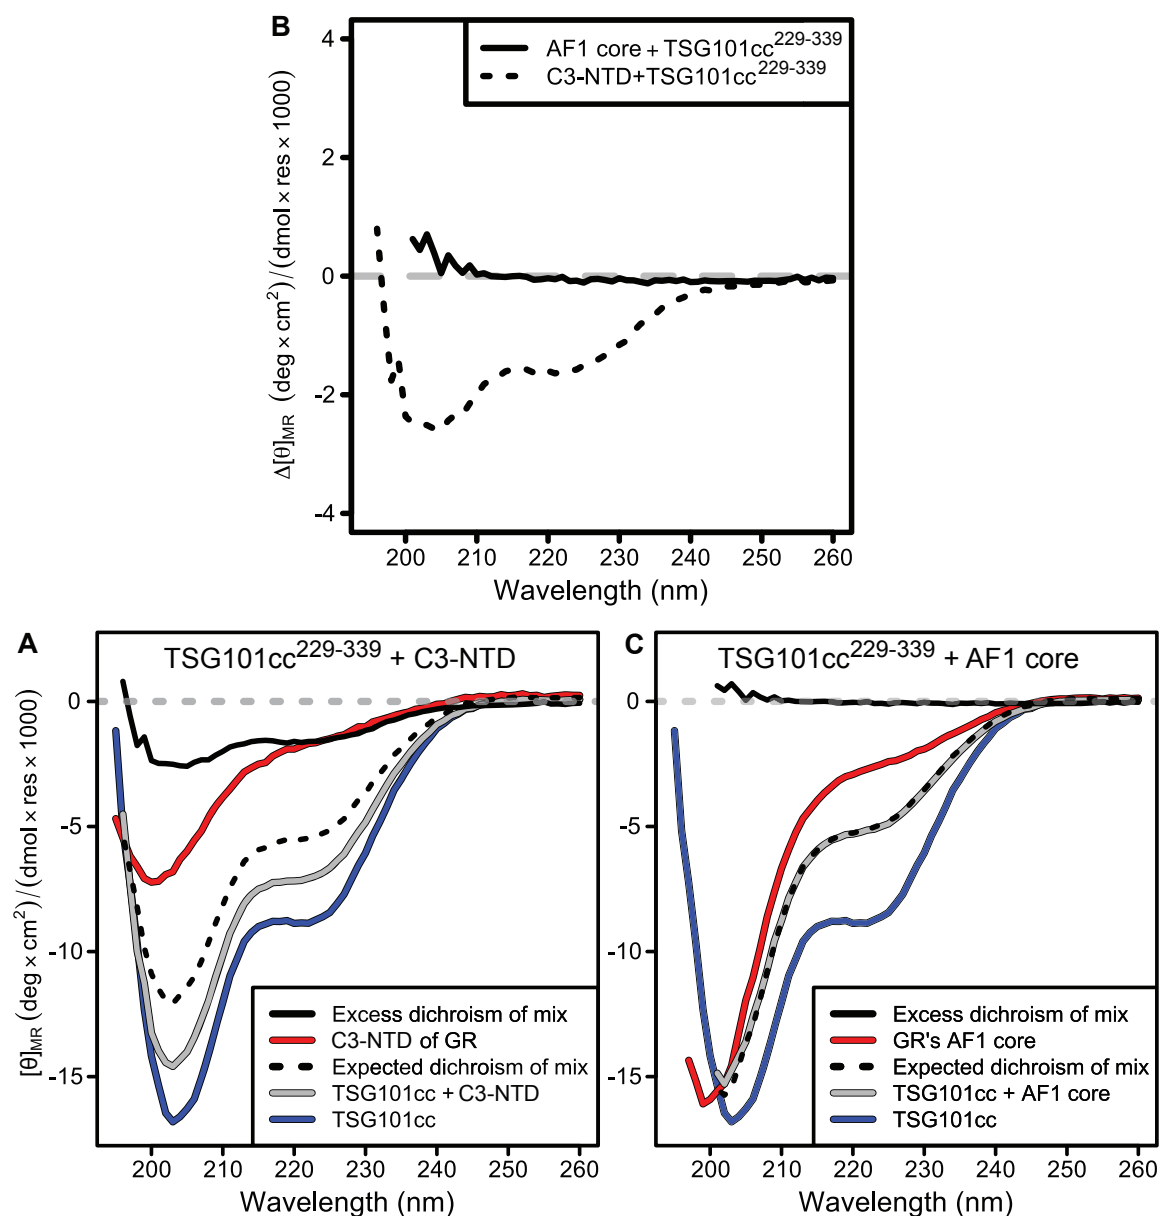 B
AF1 core + TSG101cc229-339
C3-NTD+TSG101cc229-339
Δ[θ]MR (deg × cm2) / (dmol × res × 1000)
4
2
0
-2
-4
200 210 220 230 240 250 260
Wavelength (nm)
A
TSG101cc229-339 + C3-NTD
[θ]MR (deg × cm2) / (dmol × res × 1000)
0
-5
-10
-15
Excess dichroism of mix
C3-NTD of GR
Expected dichroism of mix
TSG101cc + C3-NTD
TSG101cc
200 210 220 230 240 250 260
Wavelength (nm)
C
TSG101cc229-339 + AF1 core
0
-5
-10
-15
Excess dichroism of mix
GR's AF1 core
Expected dichroism of mix
TSG101cc + AF1 core
TSG101cc
200 210 220 230 240 250 260
Wavelength (nm)